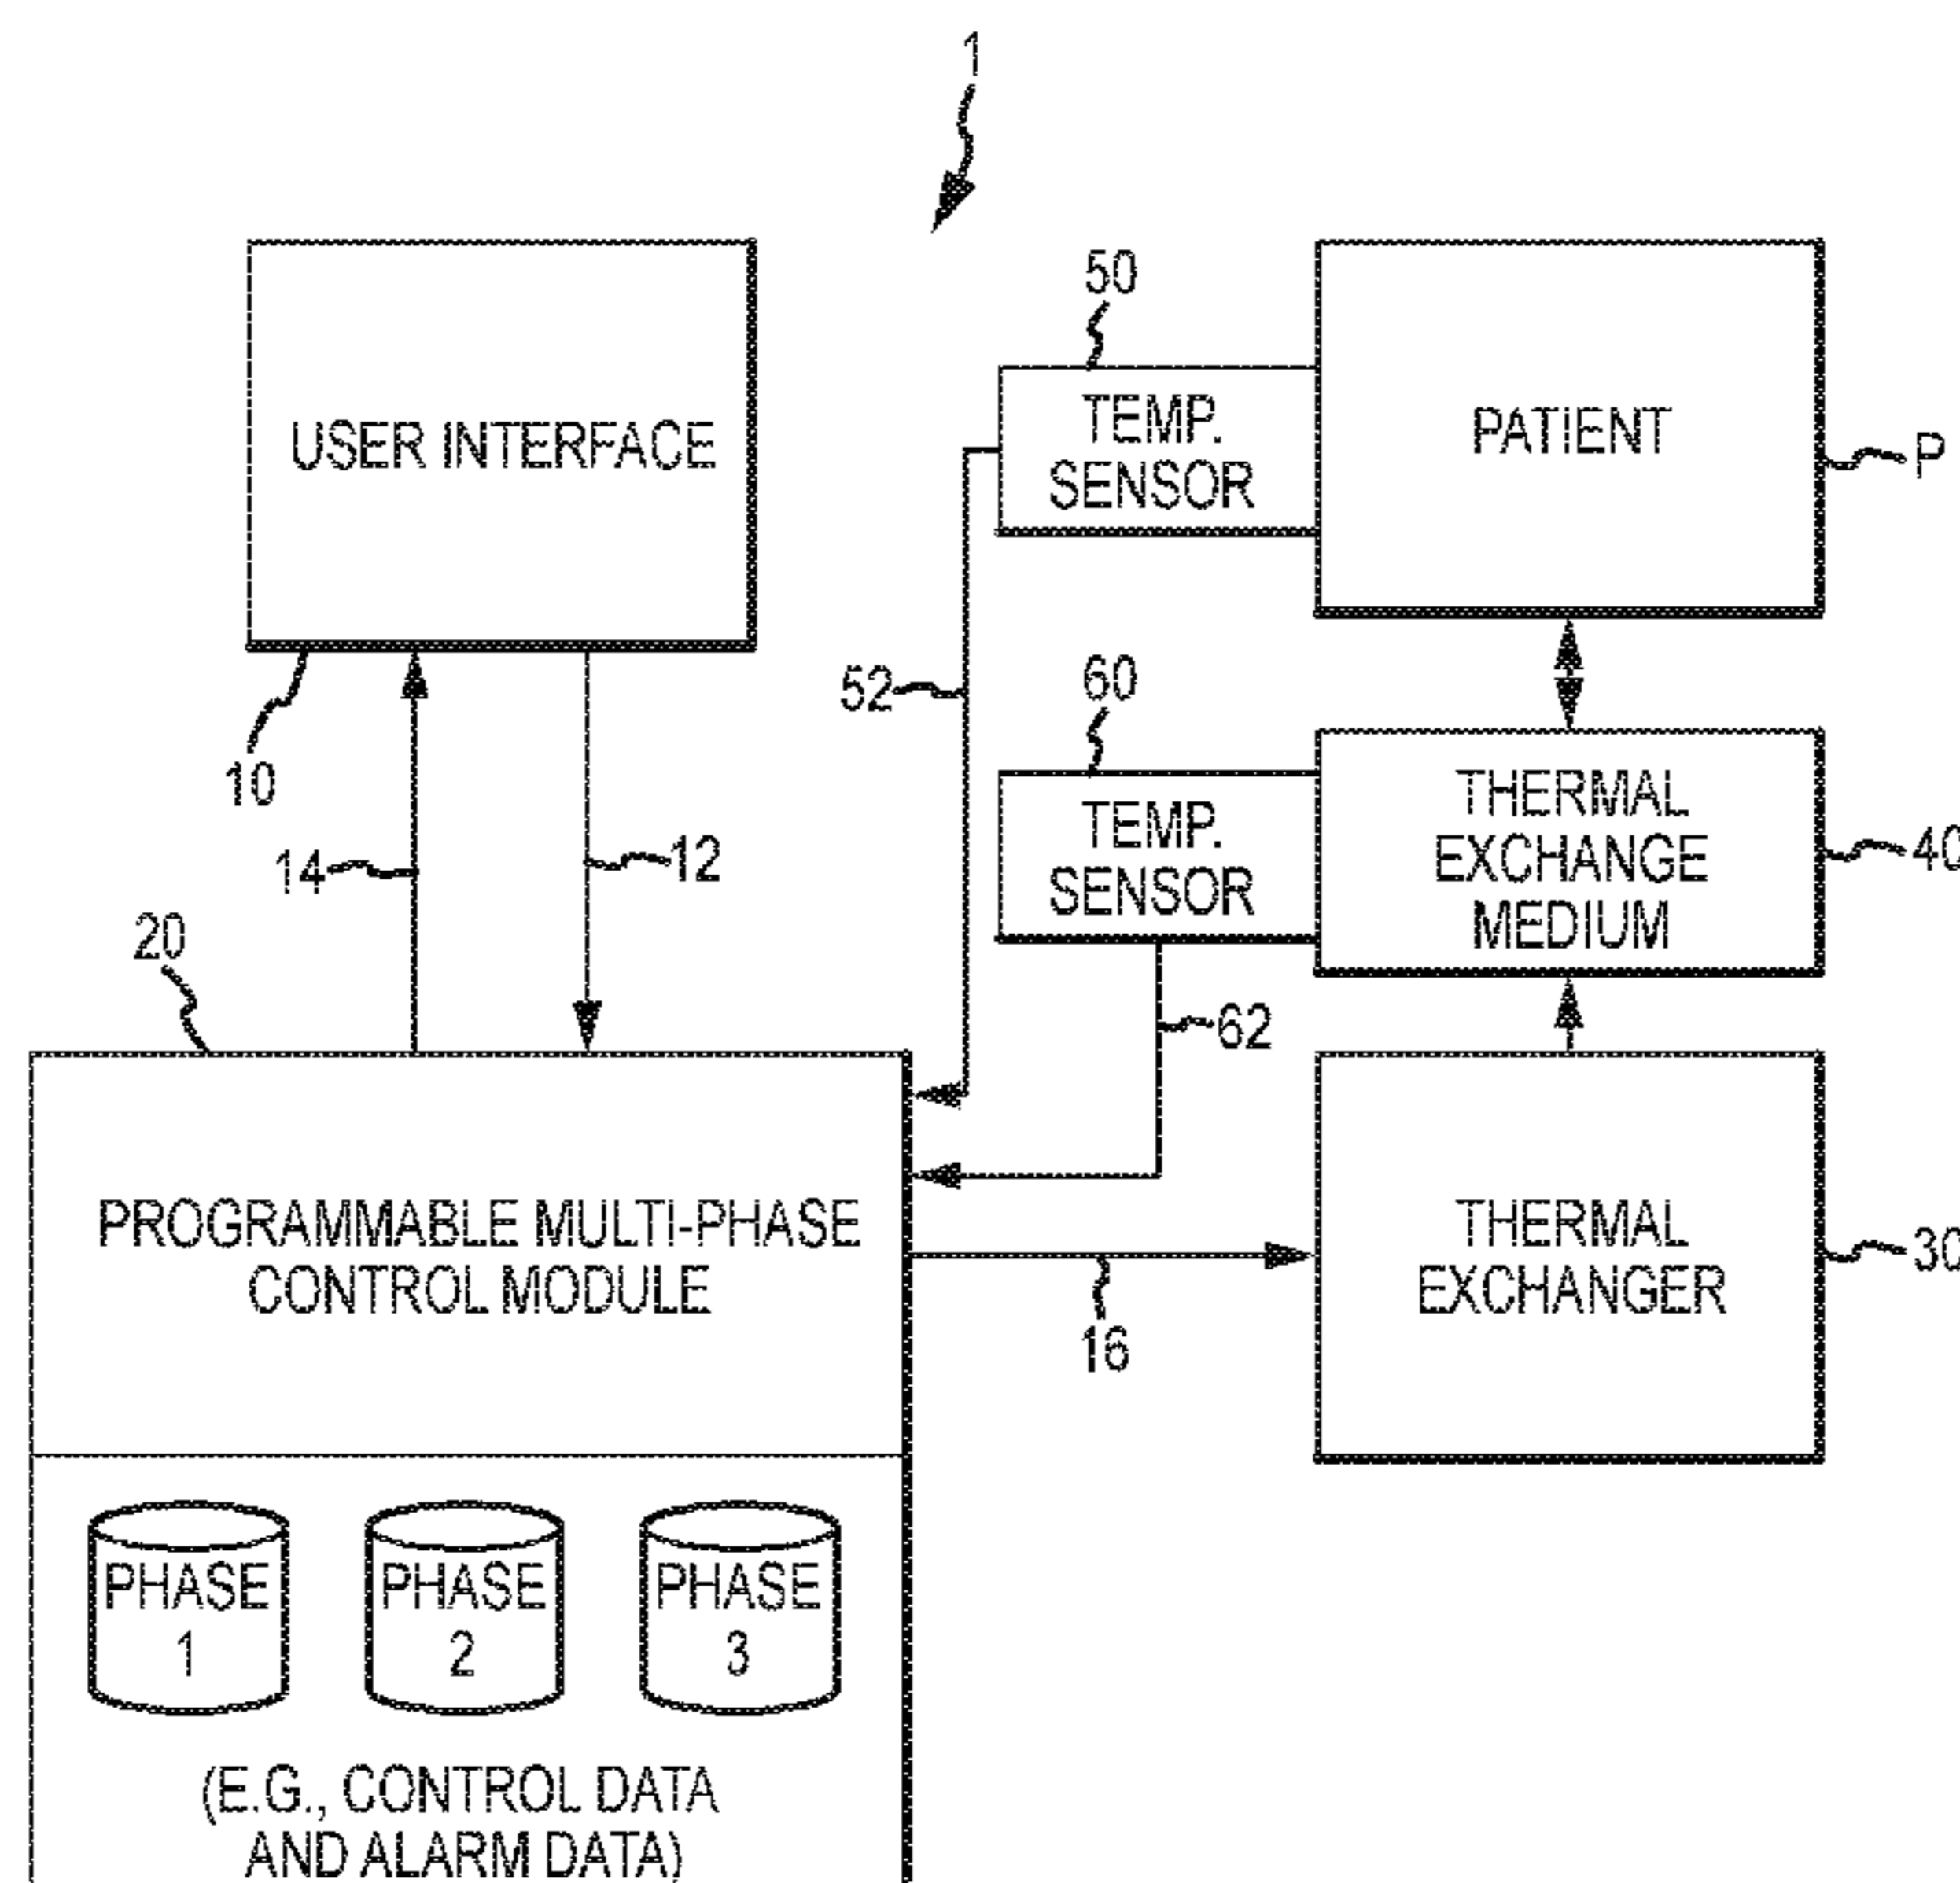 1
USER INTERFACE
50
TEMP.
SENSOR
PATIENT
P
10
14
12
52
60
TEMP.
SENSOR
THERMAL
EXCHANGE
MEDIUM
40
20
62
PROGRAMMABLE MULTI-PHASE
CONTROL MODULE
16
THERMAL
EXCHANGER
30
PHASE
1
PHASE
2
PHASE
3
(E.G., CONTROL DATA
AND ALARM DATA)